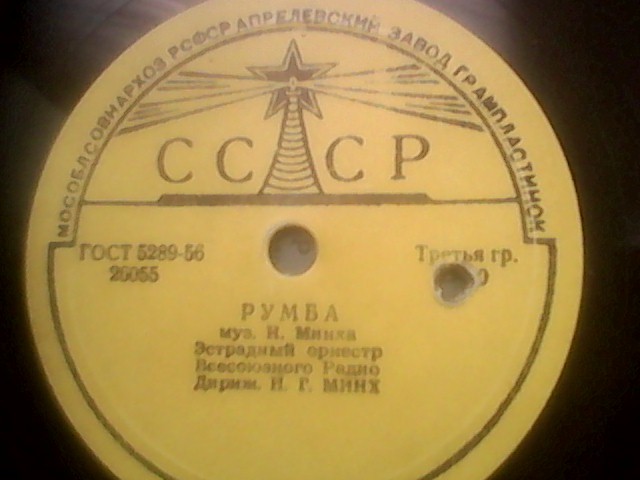 МОСОБЛСОВНАРХОЗ РСФСР АПРЕЛЕВСКИЙ ЗАВОД ГРАМПЛАСТИНОК
СССР
ГОСТ 5289-56
Третья гр.
26055
0
РУМБА
муз. Н. Минха
Эстрадный оркестр
Всесоюзного Радио
Дириж. Н. Г. МИНХ